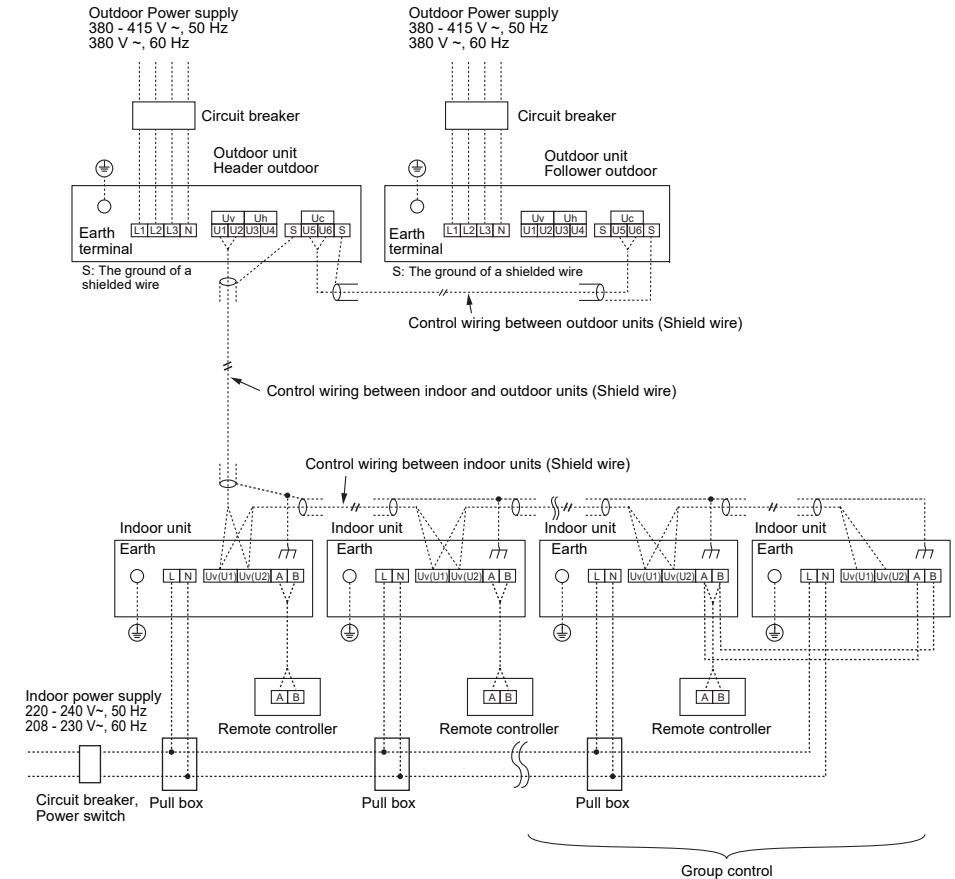 Outdoor Power supply
380 - 415 V ~, 50 Hz
380 V ~, 60 Hz
Outdoor Power supply
380 - 415 V ~, 50 Hz
380 V ~, 60 Hz
Circuit breaker
Circuit breaker
Outdoor unit
Header outdoor
Outdoor unit
Follower outdoor
Earth
terminal
L1 L2 L3 N
Uv Uh
U1 U2 U3 U4
Uc
S U5 U6 S
S: The ground of a
shielded wire
Earth
terminal
L1 L2 L3 N
Uv Uh
U1 U2 U3 U4
Uc
S U5 U6 S
S: The ground of a shielded wire
Control wiring between outdoor units (Shield wire)
Control wiring between indoor and outdoor units (Shield wire)
Control wiring between indoor units (Shield wire)
Indoor unit
Earth
L N Uv(U1) Uv(U2) A B
Indoor unit
Earth
L N Uv(U1) Uv(U2) A B
Indoor unit
Earth
L N Uv(U1) Uv(U2) A B
Indoor unit
Earth
L N Uv(U1) Uv(U2) A B
A B
Remote controller
A B
Remote controller
A B
Remote controller
Indoor power supply
220 - 240 V~, 50 Hz
208 - 230 V~, 60 Hz
Circuit breaker,
Power switch
Pull box
Pull box
Pull box
Group control